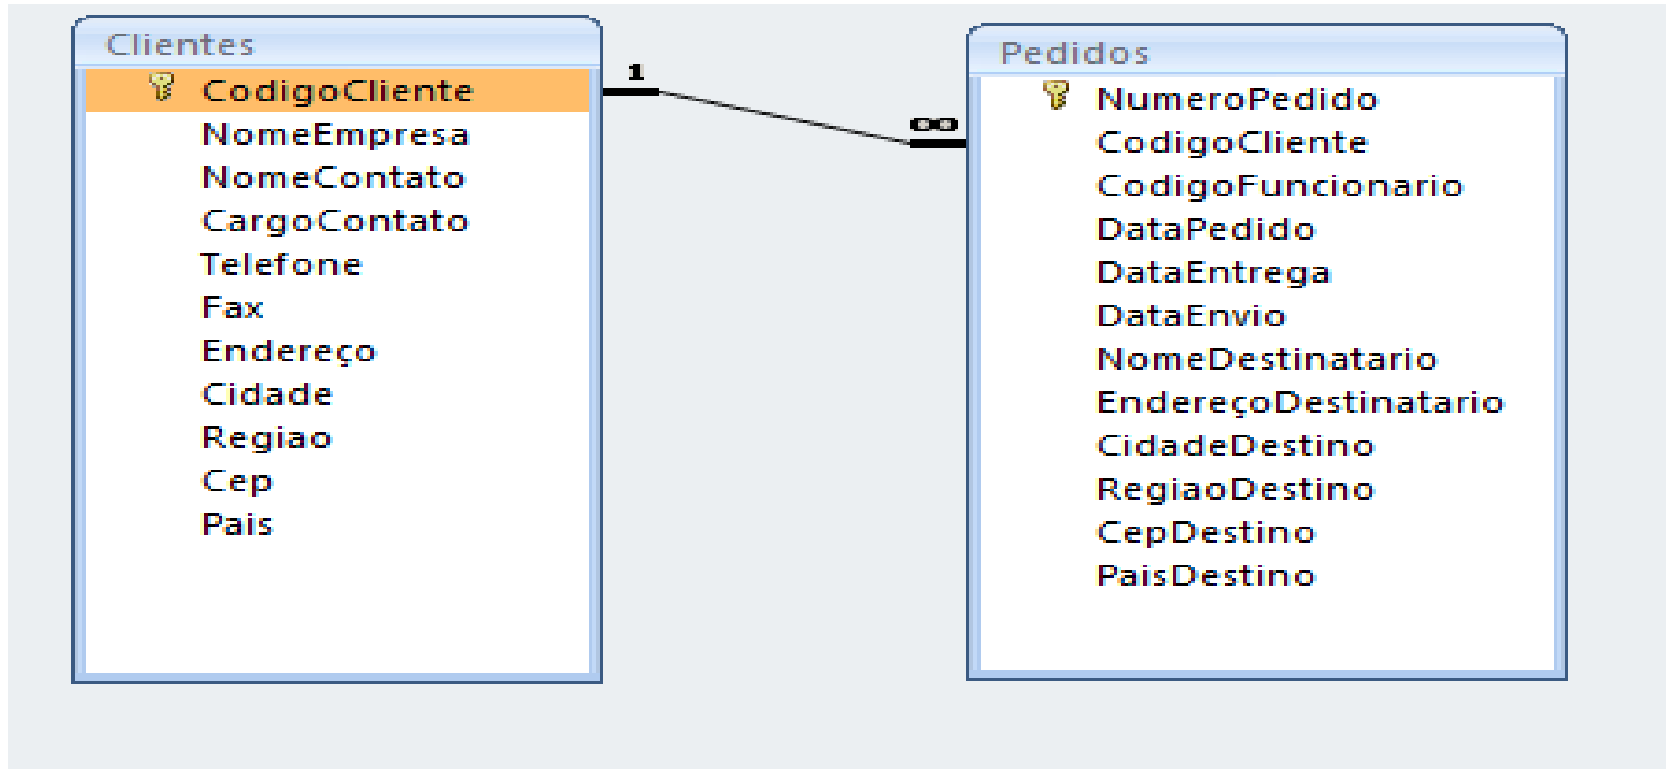 Clientes
CodigoCliente
NomeEmpresa
NomeContato
CargoContato
Telefone
Fax
Endereço
Cidade
Regiao
Cep
Pais
1
∞
Pedidos
NumeroPedido
CodigoCliente
CodigoFuncionario
DataPedido
DataEntrega
DataEnvio
NomeDestinatario
EndereçoDestinatario
CidadeDestino
RegiaoDestino
CepDestino
PaisDestino